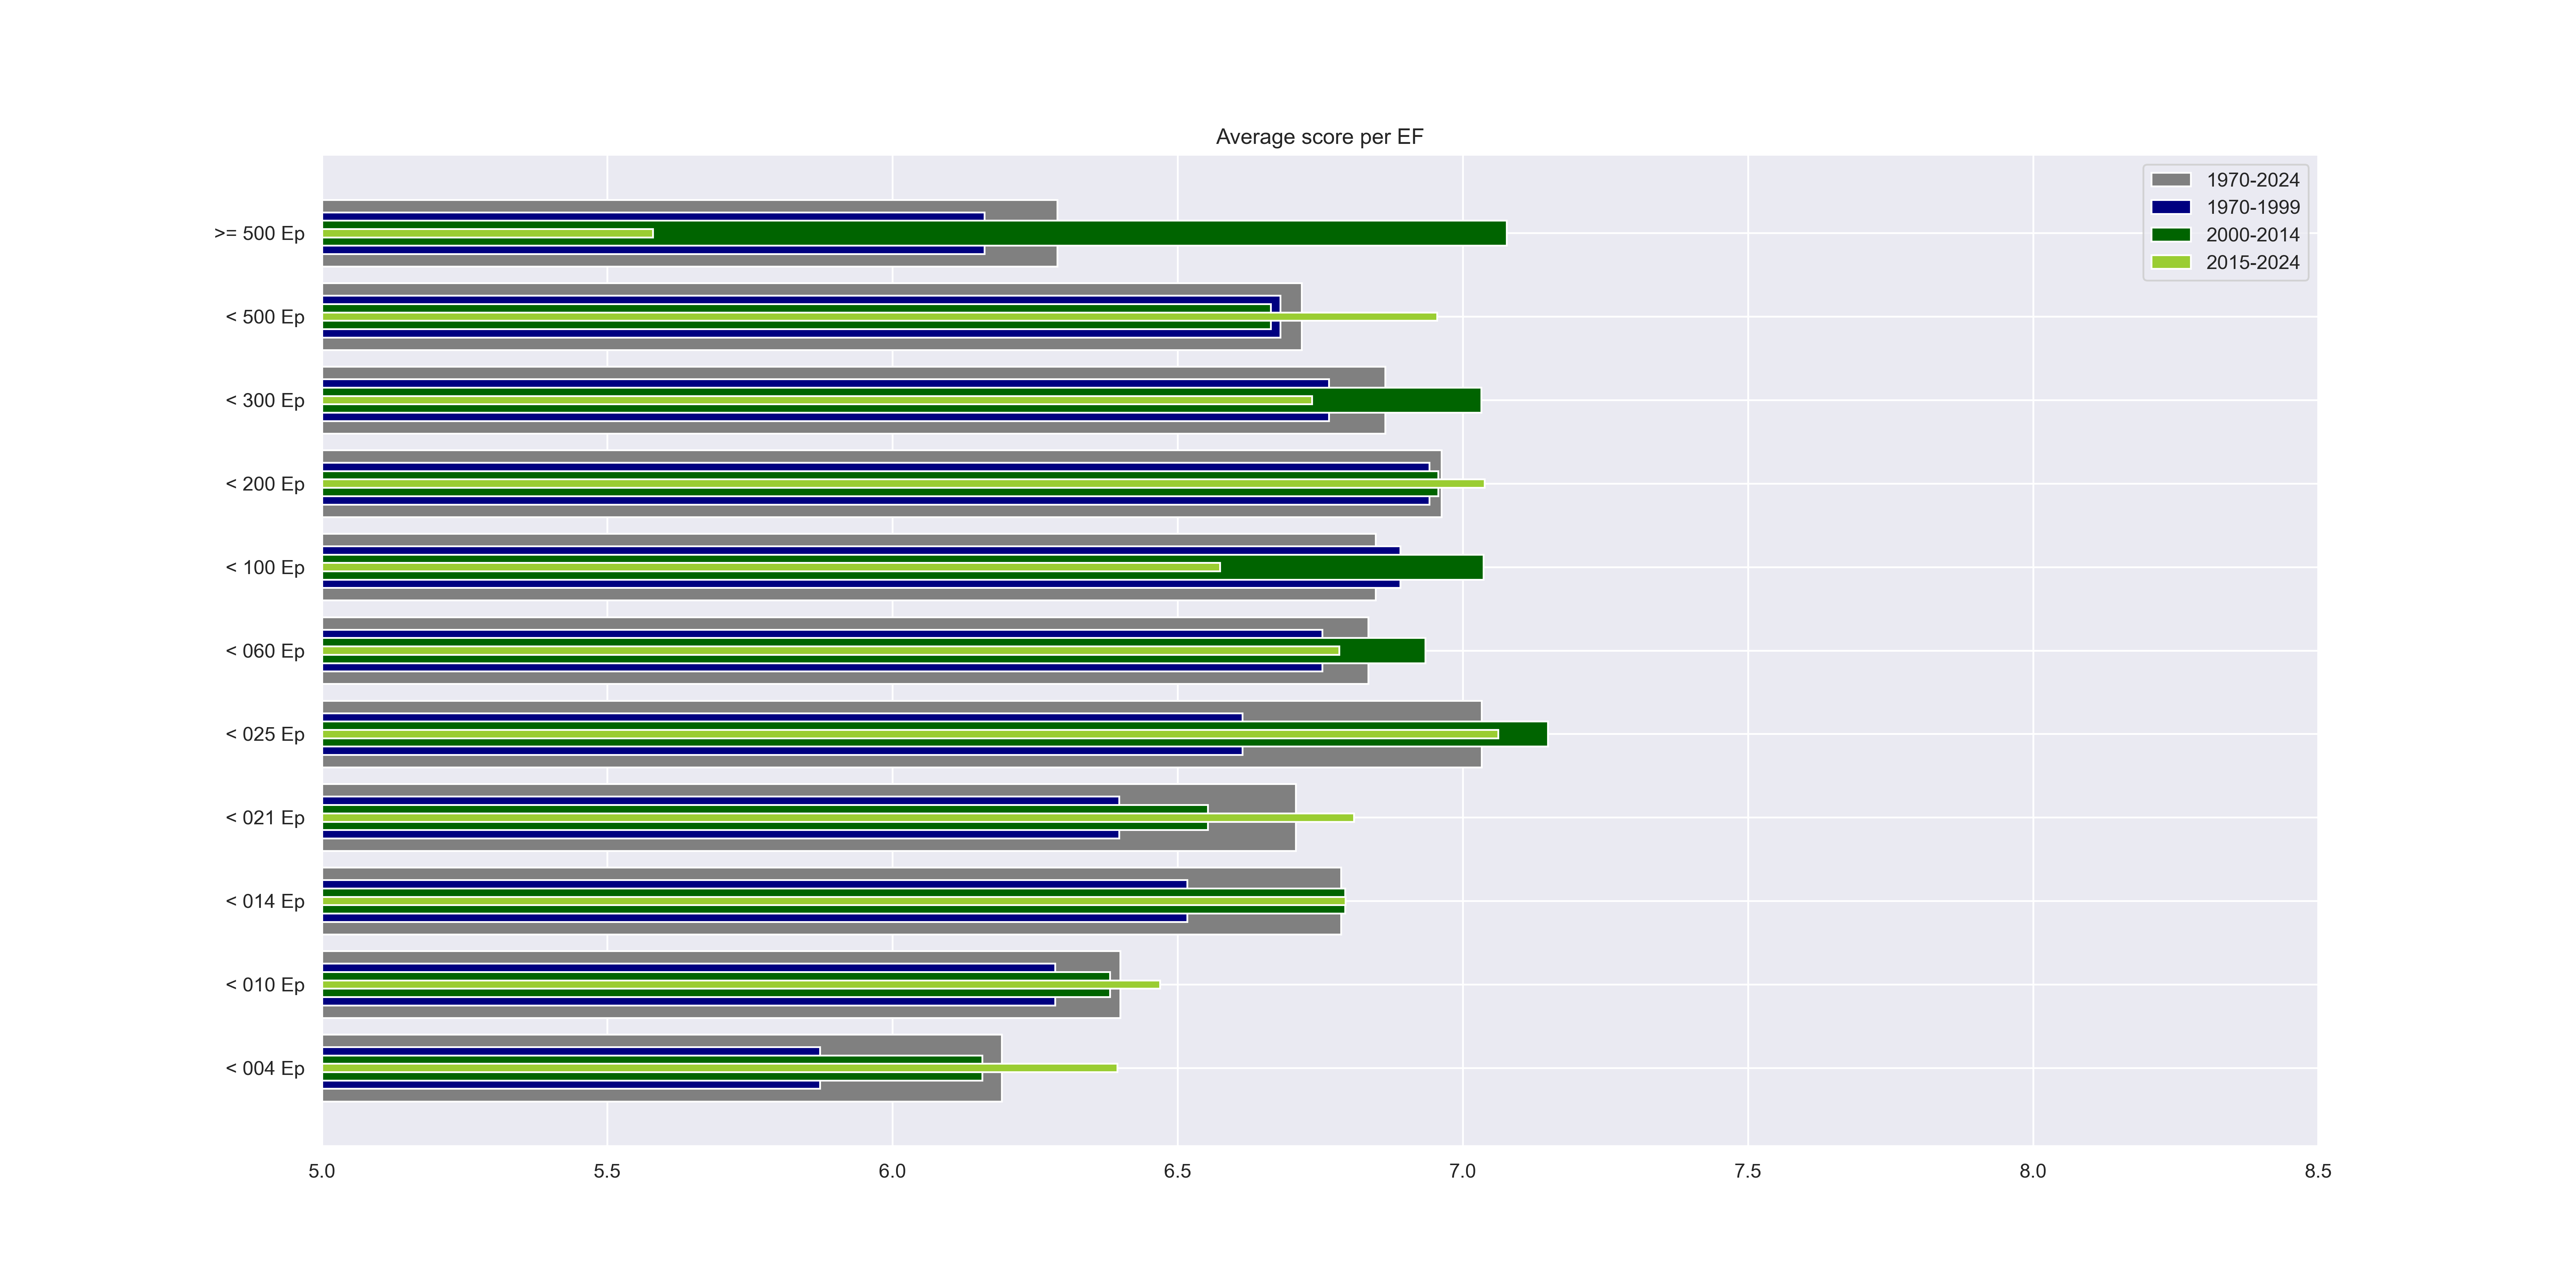 Average score per EF
1970-2024
1970-1999
2000-2014
2015-2024
>= 500 Ep
< 500 Ep
< 300 Ep
< 200 Ep
< 100 Ep
< 060 Ep
< 025 Ep
< 021 Ep
< 014 Ep
< 010 Ep
< 004 Ep
5.0 5.5 6.0 6.5 7.0 7.5 8.0 8.5